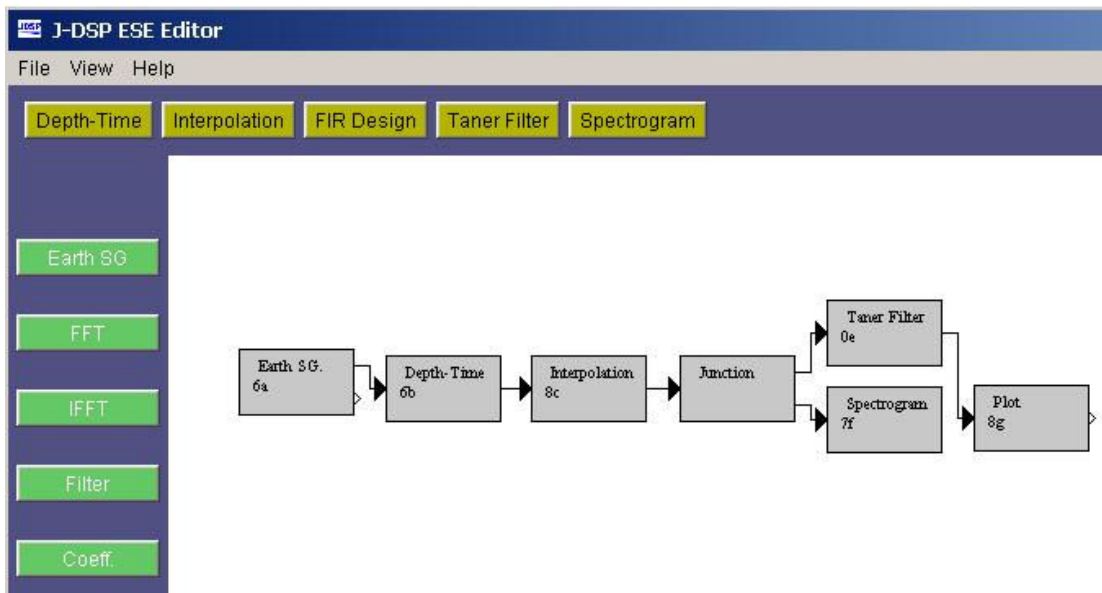 JDSP J-DSP ESE Editor
File View Help
Depth-Time Interpolation FIR Design Taner Filter Spectrogram
Earth SG
FFT
IFFT
Filter
Coeff.
Earth SG.
6a
Depth-Time
6b
Interpolation
8c
Junction
Taner Filter
0e
Spectrogram
7f
Plot
8g